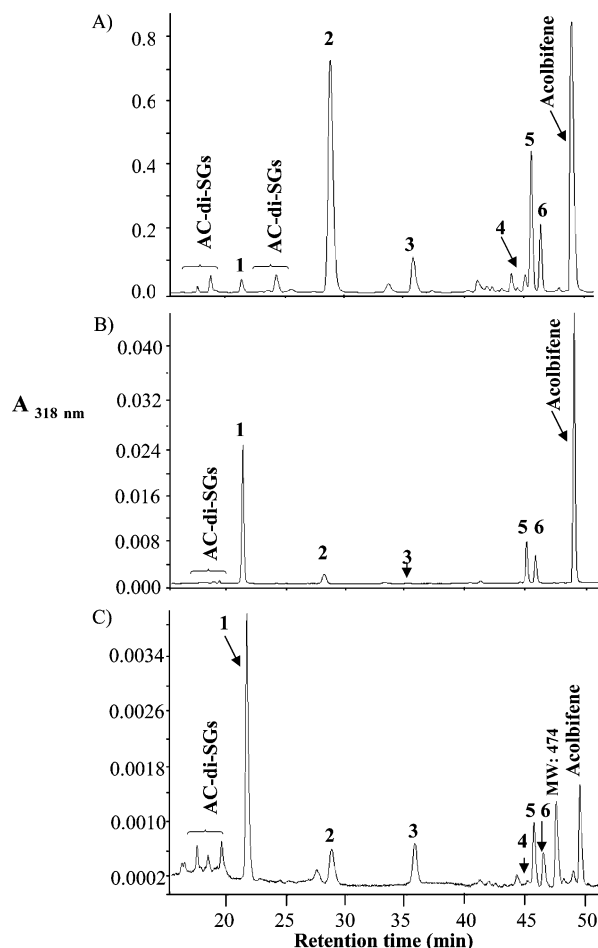 A)
0.8
0.6
0.4
0.2
0.0
AC-di-SGs
1
AC-di-SGs
2
3
4
5
6
Acolbifene
B)
A 318 nm
0.040
0.032
0.024
0.016
0.008
0.000
AC-di-SGs
1
2
3
5 6
Acolbifene
C)
0.0034
0.0026
0.0018
0.0010
0.0002
AC-di-SGs
1
2
3
4
5 6
MW: 474
Acolbifene
20 25 30 35 40 45 50
Retention time (min)